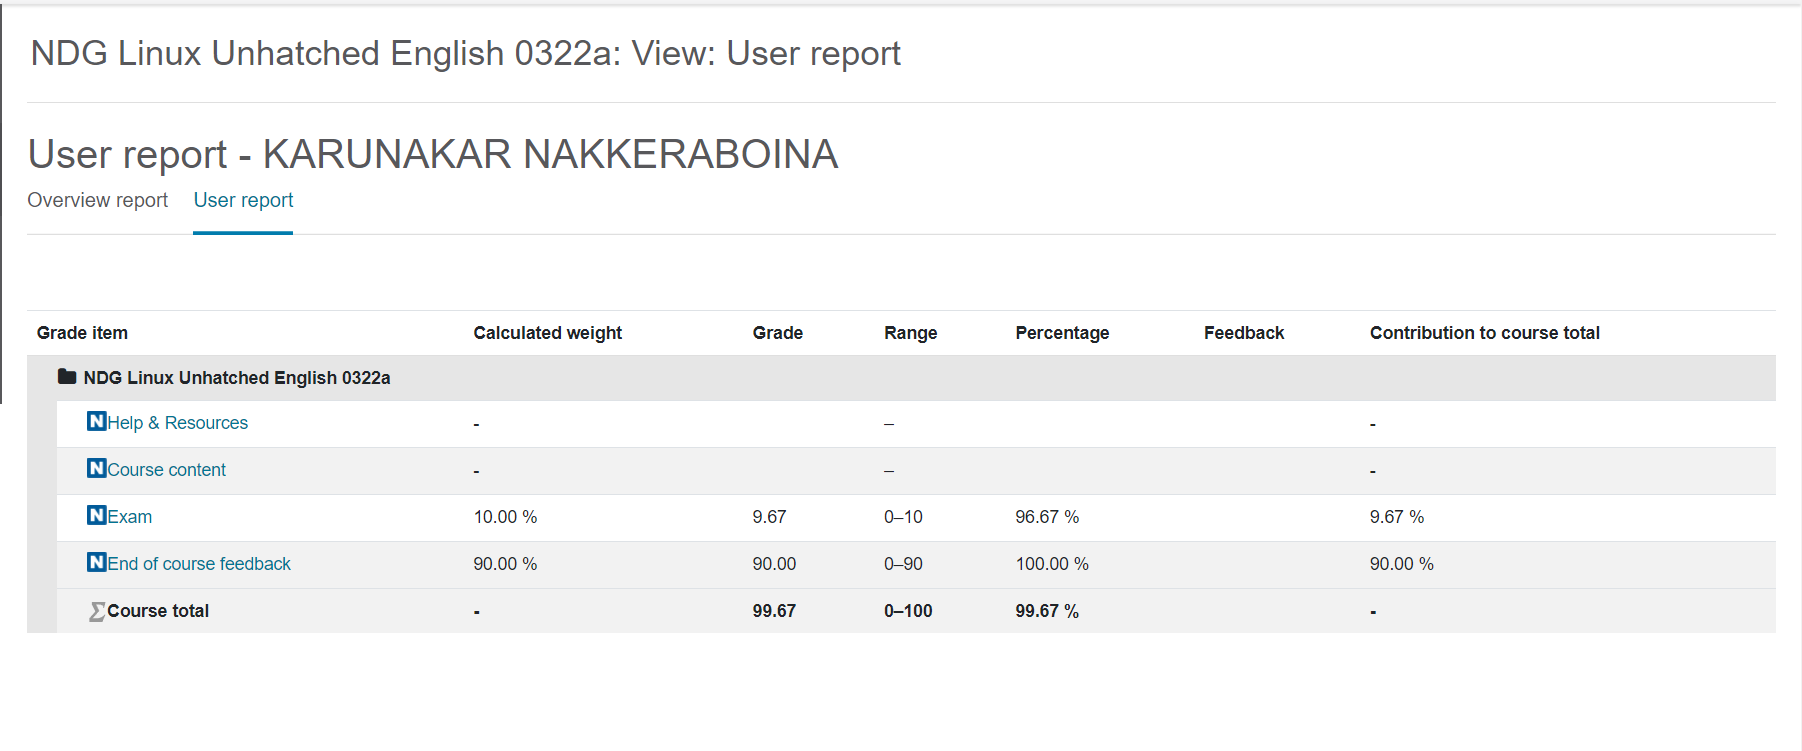 NDG Linux Unhatched English 0322a: View: User report
User report - KARUNAKAR NAKKERABOINA
Overview report User report
Grade item Calculated weight Grade Range Percentage Feedback Contribution to course total
NDG Linux Unhatched English 0322a
N Help & Resources - – -
N Course content - – -
N Exam 10.00 % 9.67 0–10 96.67 % 9.67 %
N End of course feedback 90.00 % 90.00 0–90 100.00 % 90.00 %
Σ Course total - 99.67 0–100 99.67 % -